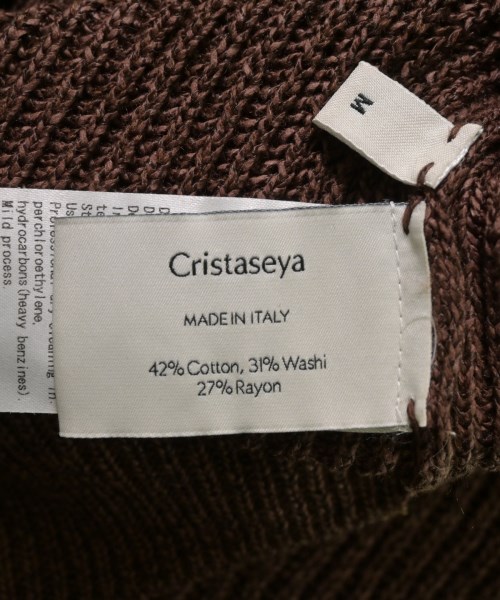 M
Cristaseya
MADE IN ITALY
42% Cotton, 31% Washi
27% Rayon
perchloroethylene,
hydrocarbons(heavy benzines).
Mild process.